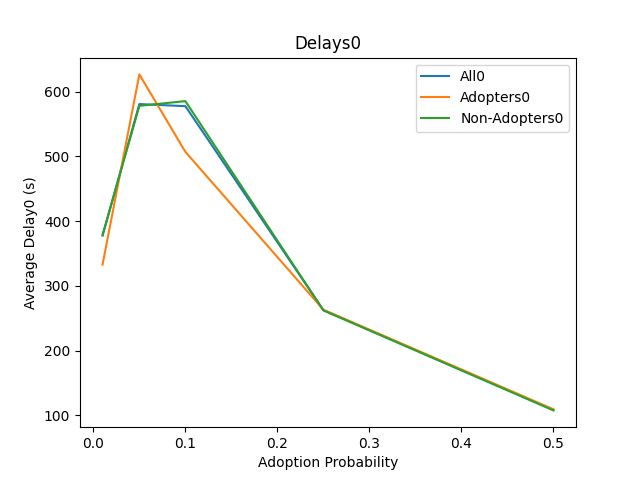 Delays0
All0
Adopters0
Non-Adopters0
Average Delay0 (s)
600
500
400
300
200
100
0.0 0.1 0.2 0.3 0.4 0.5
Adoption Probability